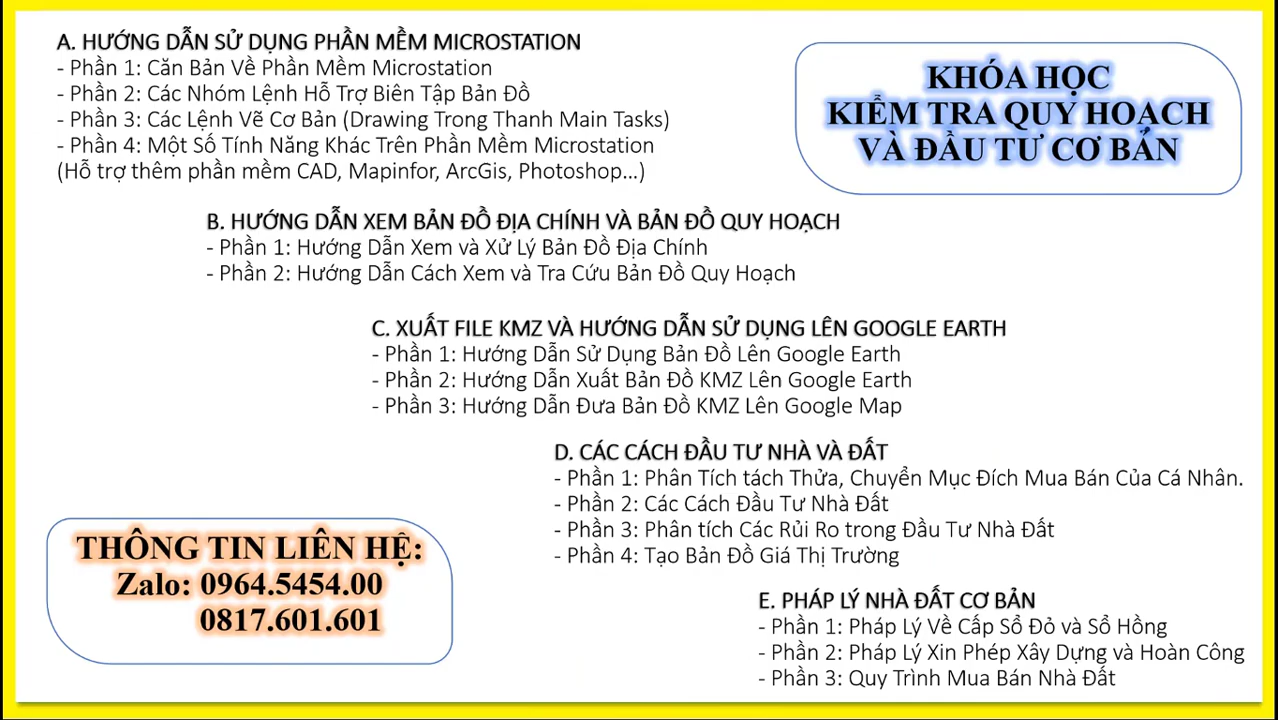 A. HƯỚNG DẪN SỬ DỤNG PHẦN MỀM MICROSTATION
- Phần 1: Căn Bản Về Phần Mềm Microstation
- Phần 2: Các Nhóm Lệnh Hỗ Trợ Biên Tập Bản Đồ
- Phần 3: Các Lệnh Vẽ Cơ Bản (Drawing Trong Thanh Main Tasks)
- Phần 4: Một Số Tính Năng Khác Trên Phần Mềm Microstation
(Hỗ trợ thêm phần mềm CAD, Mapinfor, ArcGis, Photoshop...)
KHÓA HỌC
KIỂM TRA QUY HOẠCH
VÀ ĐẦU TƯ CƠ BẢN
B. HƯỚNG DẪN XEM BẢN ĐỒ ĐỊA CHÍNH VÀ BẢN ĐỒ QUY HOẠCH
- Phần 1: Hướng Dẫn Xem và Xử Lý Bản Đồ Địa Chính
- Phần 2: Hướng Dẫn Cách Xem và Tra Cứu Bản Đồ Quy Hoạch
C. XUẤT FILE KMZ VÀ HƯỚNG DẪN SỬ DỤNG LÊN GOOGLE EARTH
- Phần 1: Hướng Dẫn Sử Dụng Bản Đồ Lên Google Earth
- Phần 2: Hướng Dẫn Xuất Bản Đồ KMZ Lên Google Earth
- Phần 3: Hướng Dẫn Đưa Bản Đồ KMZ Lên Google Map
D. CÁC CÁCH ĐẦU TƯ NHÀ VÀ ĐẤT
- Phần 1: Phân Tích tách Thửa, Chuyển Mục Đích Mua Bán Của Cá Nhân.
- Phần 2: Các Cách Đầu Tư Nhà Đất
- Phần 3: Phân tích Các Rủi Ro trong Đầu Tư Nhà Đất
- Phần 4: Tạo Bản Đồ Giá Thị Trường
THÔNG TIN LIÊN HỆ:
Zalo: 0964.5454.00
0817.601.601
E. PHÁP LÝ NHÀ ĐẤT CƠ BẢN
- Phần 1: Pháp Lý Về Cấp Sổ Đỏ và Sổ Hồng
- Phần 2: Pháp Lý Xin Phép Xây Dựng và Hoàn Công
- Phần 3: Quy Trình Mua Bán Nhà Đất